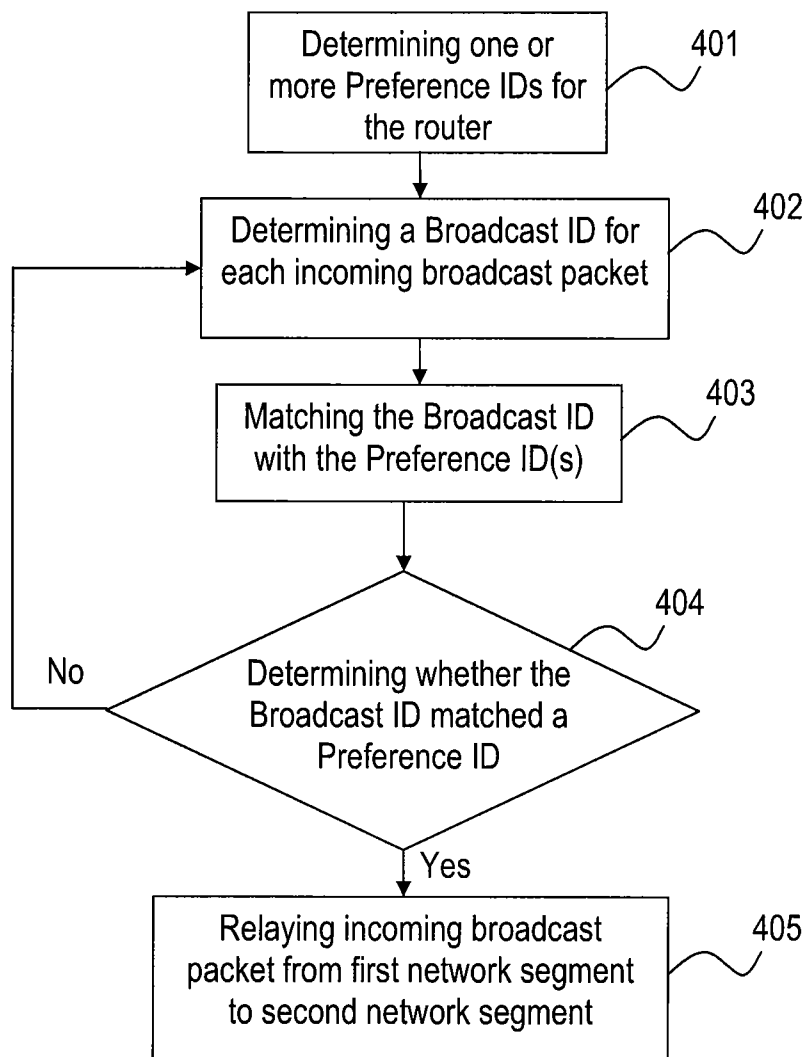 Determining one or
more Preference IDs for
the router
401
Determining a Broadcast ID for
each incoming broadcast packet
402
Matching the Broadcast ID
with the Preference ID(s)
403
404
No
Determining whether the
Broadcast ID matched a
Preference ID
Yes
Relaying incoming broadcast
packet from first network segment
to second network segment
405